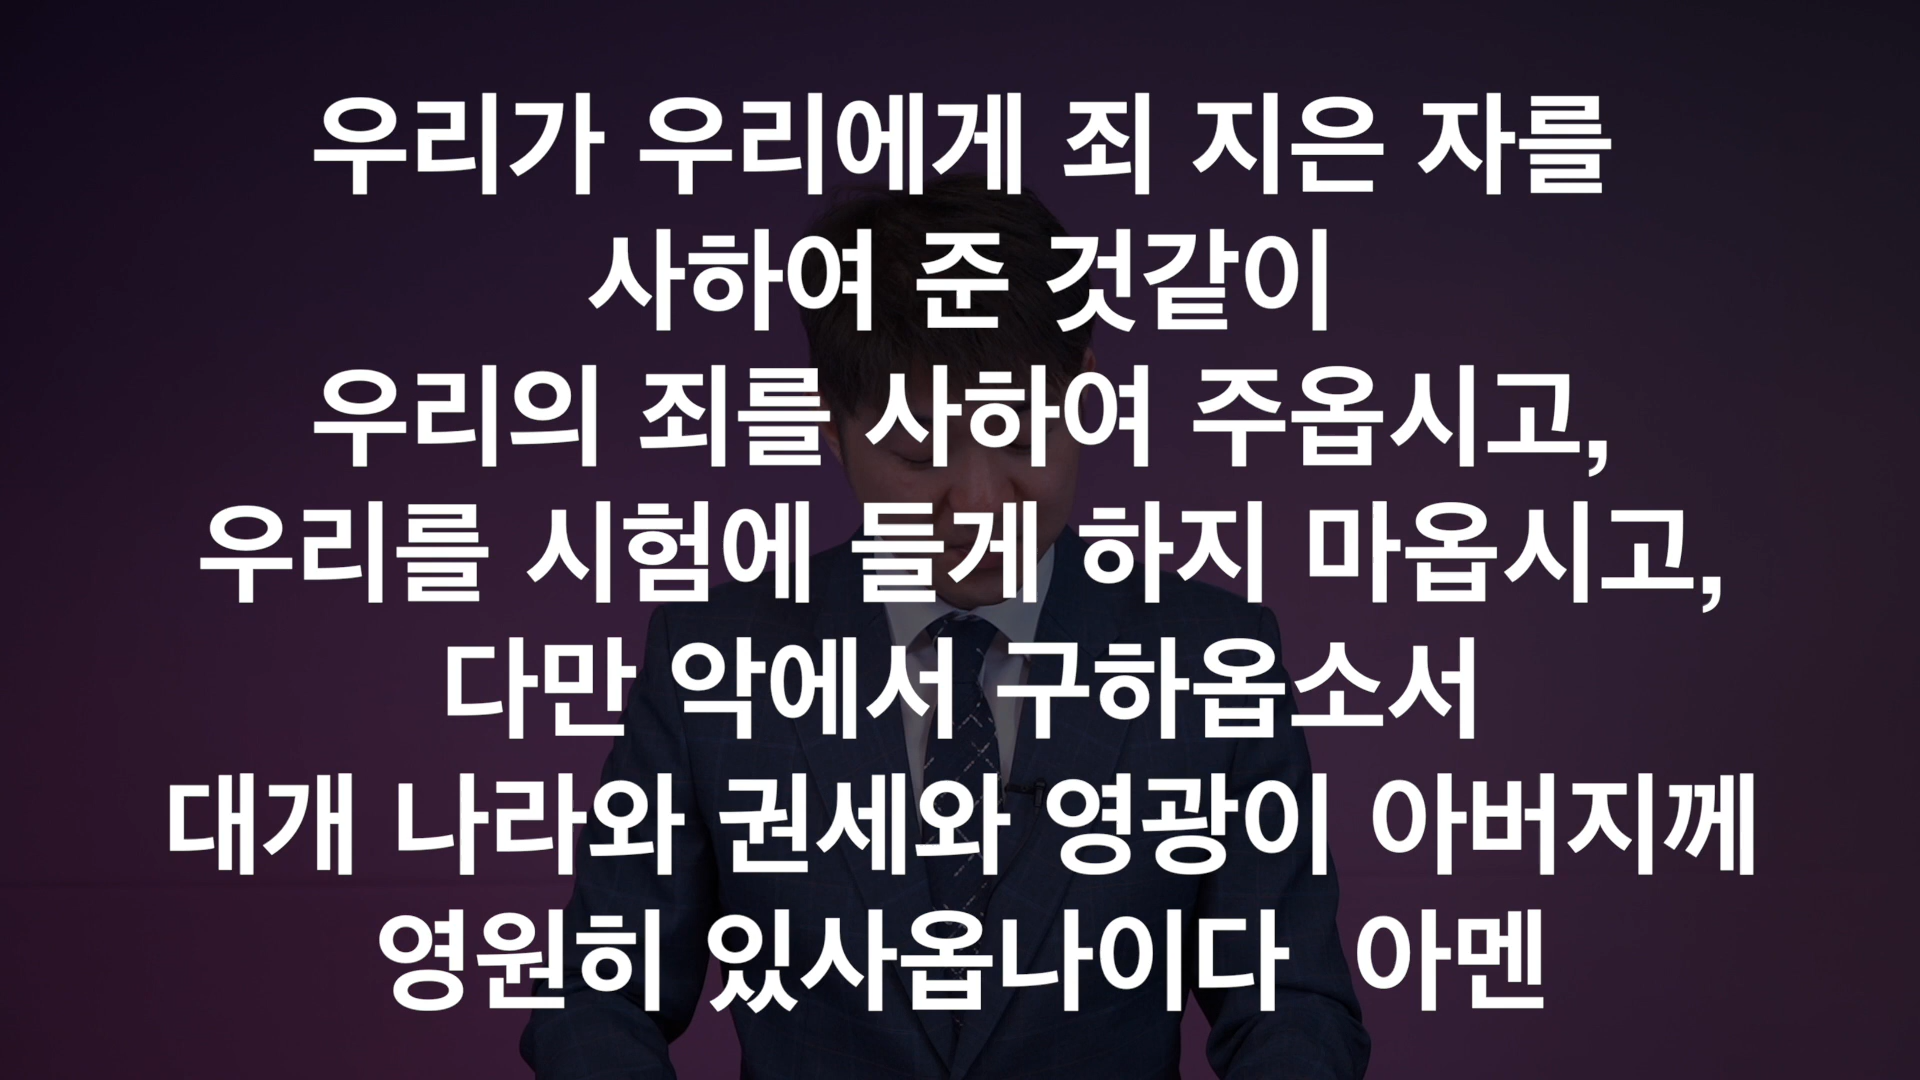 우리가 우리에게 죄 지은 자를
사하여 준 것같이
우리의 죄를 사하여 주옵시고,
우리를 시험에 들게 하지 마옵시고,
다만 악에서 구하옵소서
대개 나라와 권세와 영광이 아버지께
영원히 있사옵나이다 아멘